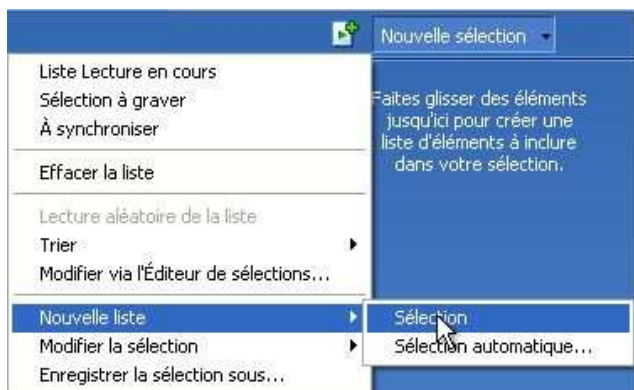 Nouvelle sélection
Liste Lecture en cours
Sélection à graver
À synchroniser
Effacer la liste
Lecture aléatoire de la liste
Trier
Modifier via l'Éditeur de sélections...
Nouvelle liste
Modifier la sélection
Enregistrer la sélection sous...
Faites glisser des éléments
jusqu'ici pour créer une
liste d'éléments à inclure
dans votre sélection.
Sélection
Sélection automatique...